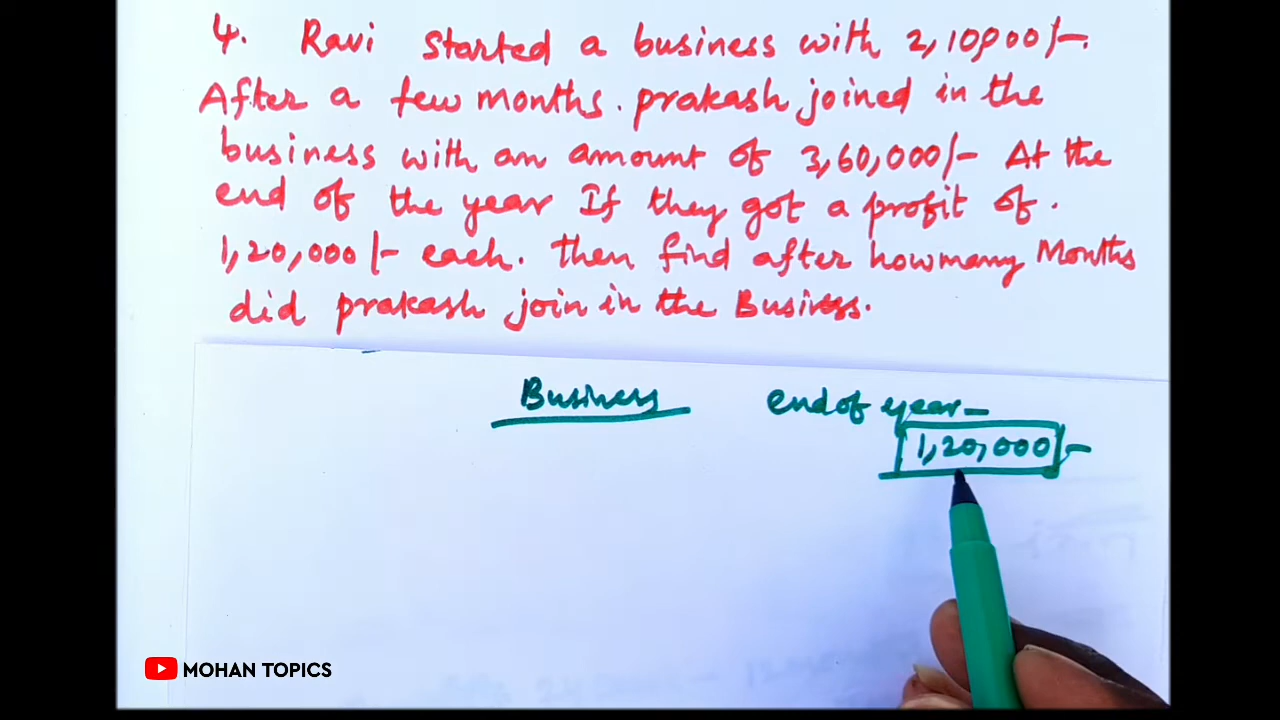 4. Ravi started a business with 2,10,000/-.
After a few months. prakash joined in the
business with an amount of 3,60,000/- At the
end of the year If they got a profit of.
1,20,000/- each. then find after howmany Months
did prakash join in the Business.
Business end of year-
1,20,000/-
MOHAN TOPICS